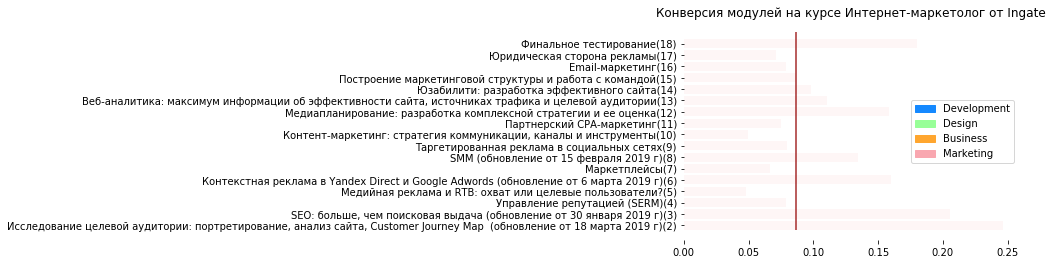 Конверсия модулей на курсе Интернет-маркетолог от Ingate
Финальное тестирование(18)
Юридическая сторона рекламы(17)
Email-маркетинг(16)
Построение маркетинговой структуры и работа с командой(15)
Юзабилити: разработка эффективного сайта(14)
Веб-аналитика: максимум информации об эффективности сайта, источниках трафика и целевой аудитории(13)
Медиапланирование: разработка комплексной стратегии и ее оценка(12)
Партнерский CPA-маркетинг(11)
Контент-маркетинг: стратегия коммуникации, каналы и инструменты(10)
Таргетированная реклама в социальных сетях(9)
SMM (обновление от 15 февраля 2019 г)(8)
Маркетплейсы(7)
Контекстная реклама в Yandex Direct и Google Adwords (обновление от 6 марта 2019 г)(6)
Медийная реклама и RTB: охват или целевые пользователи?(5)
Управление репутацией (SERM)(4)
SEO: больше, чем поисковая выдача (обновление от 30 января 2019 г)(3)
Исследование целевой аудитории: портретирование, анализ сайта, Customer Journey Map  (обновление от 18 марта 2019 г)(2)
0.00 0.05 0.10 0.15 0.20 0.25
Development
Design
Business
Marketing